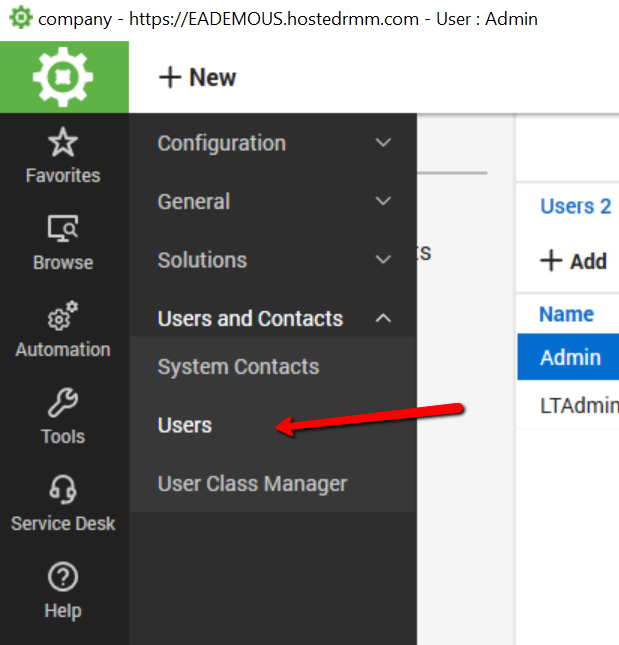 company - https://EADEMOUS.hostedrmm.com - User : Admin
New
Favorites
Browse
Automation
Tools
Service Desk
Help
Configuration
General
Solutions
Users and Contacts
System Contacts
Users
User Class Manager
Users 2
Add
Name
Admin
LTAdmin